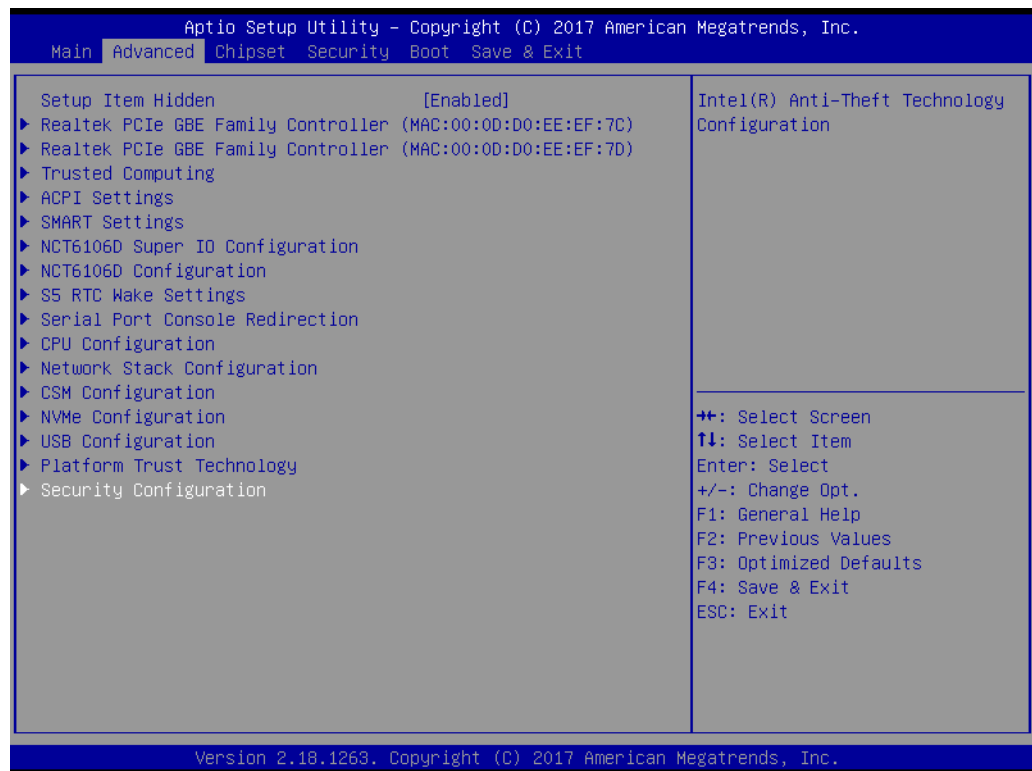 Aptio Setup Utility – Copyright (C) 2017 American Megatrends, Inc.
Main Advanced Chipset Security Boot Save & Exit
Setup Item Hidden [Enabled]
▶ Realtek PCIe GBE Family Controller (MAC:00:0D:D0:EE:EF:7C)
▶ Realtek PCIe GBE Family Controller (MAC:00:0D:D0:EE:EF:7D)
▶ Trusted Computing
▶ ACPI Settings
▶ SMART Settings
▶ NCT6106D Super IO Configuration
▶ NCT6106D Configuration
▶ S5 RTC Wake Settings
▶ Serial Port Console Redirection
▶ CPU Configuration
▶ Network Stack Configuration
▶ CSM Configuration
▶ NVMe Configuration
▶ USB Configuration
▶ Platform Trust Technology
▶ Security Configuration
Intel(R) Anti-Theft Technology
Configuration
→←: Select Screen
↑↓: Select Item
Enter: Select
+/-: Change Opt.
F1: General Help
F2: Previous Values
F3: Optimized Defaults
F4: Save & Exit
ESC: Exit
Version 2.18.1263. Copyright (C) 2017 American Megatrends, Inc.